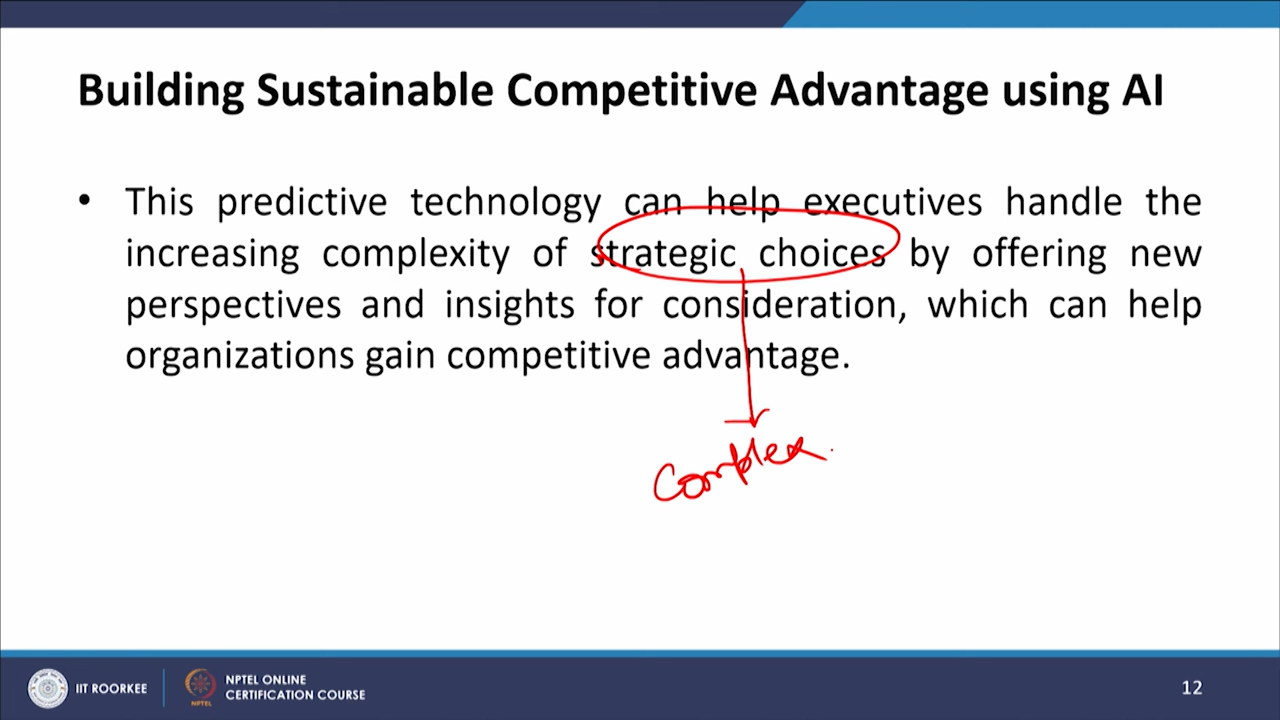 Building Sustainable Competitive Advantage using AI
• This predictive technology can help executives handle the
increasing complexity of strategic choices by offering new
perspectives and insights for consideration, which can help
organizations gain competitive advantage.
Complex
IIT ROORKEE
NPTEL
NPTEL ONLINE
CERTIFICATION COURSE
12